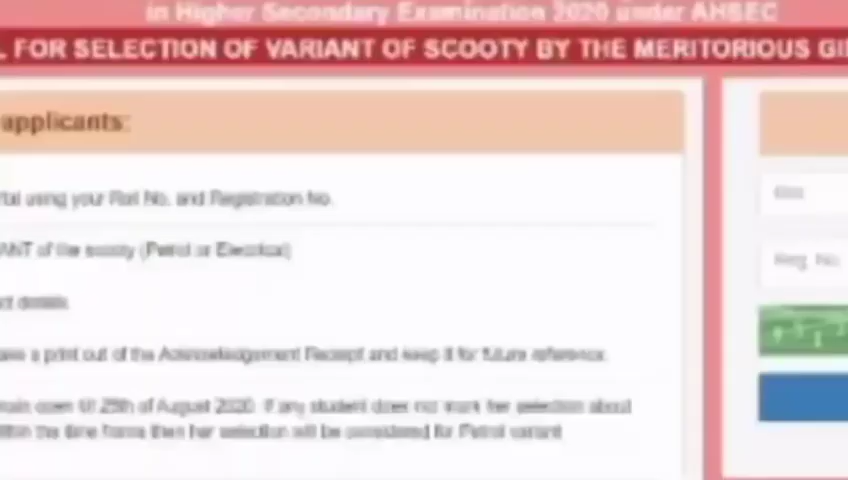 in Higher Secondary Examination 2020 under AHSEC
FOR SELECTION OF VARIANT OF SCOOTY BY THE MERITORIOUS
applicants:
using your Roll No. and Registration No.
of the scooty (Petrol or Electrical)
details.
a print out of the Acknowledgement Receipt and keep it for future reference.
open till 25th of August 2020. If any student does not mark her selection about
the time frame then her selection will be considered for Petrol variant
Reg. No.